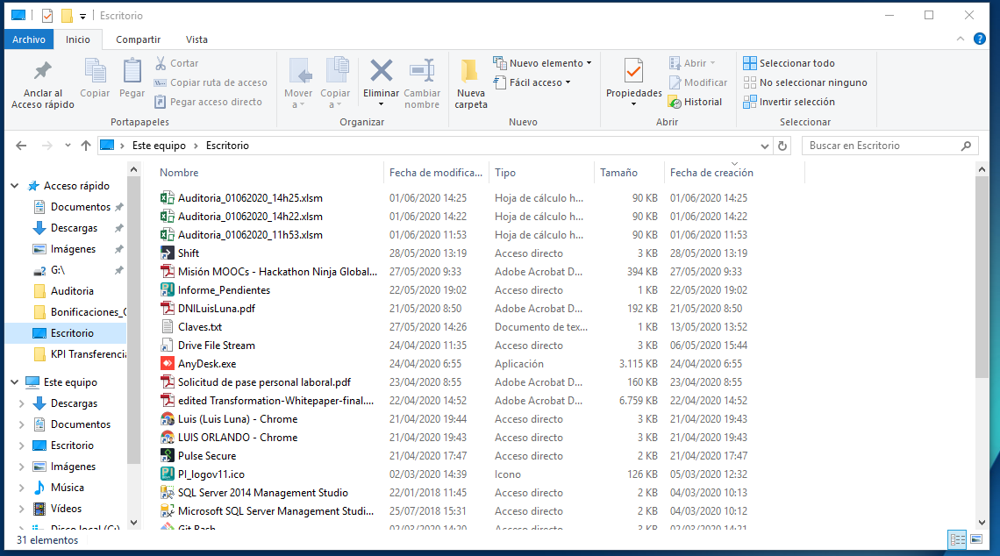 Escritorio
Archivo Inicio Compartir Vista
Anclar al Acceso rápido
Copiar
Pegar
Cortar
Copiar ruta de acceso
Pegar acceso directo
Portapapeles
Mover a
Copiar a
Eliminar
Cambiar nombre
Organizar
Nueva carpeta
Nuevo elemento
Fácil acceso
Nuevo
Propiedades
Abrir
Modificar
Historial
Abrir
Seleccionar todo
No seleccionar ninguno
Invertir selección
Seleccionar
Este equipo > Escritorio
Buscar en Escritorio
Acceso rápido
Documentos
Descargas
Imágenes
G:\
Auditoria
Bonificaciones_
Escritorio
KPI Transferencia
Este equipo
Descargas
Documentos
Escritorio
Imágenes
Música
Vídeos
Disco local (C:)
Nombre Fecha de modifica... Tipo Tamaño Fecha de creación
Auditoria_01062020_14h25.xlsm 01/06/2020 14:25 Hoja de cálculo h... 90 KB 01/06/2020 14:25
Auditoria_01062020_14h22.xlsm 01/06/2020 14:22 Hoja de cálculo h... 90 KB 01/06/2020 14:22
Auditoria_01062020_11h53.xlsm 01/06/2020 11:53 Hoja de cálculo h... 90 KB 01/06/2020 11:53
Shift 28/05/2020 13:19 Acceso directo 3 KB 28/05/2020 13:19
Misión MOOCs - Hackathon Ninja Global... 27/05/2020 9:33 Adobe Acrobat D... 394 KB 27/05/2020 9:33
Informe_Pendientes 22/05/2020 19:02 Acceso directo 1 KB 22/05/2020 19:02
DNILuisLuna.pdf 21/05/2020 8:50 Adobe Acrobat D... 192 KB 21/05/2020 8:50
Claves.txt 27/05/2020 14:26 Documento de tex... 1 KB 13/05/2020 13:52
Drive File Stream 24/04/2020 11:35 Acceso directo 3 KB 06/05/2020 15:44
AnyDesk.exe 24/04/2020 6:55 Aplicación 3.115 KB 24/04/2020 6:55
Solicitud de pase personal laboral.pdf 23/04/2020 8:55 Adobe Acrobat D... 160 KB 23/04/2020 8:55
edited Transformation-Whitepaper-final.... 22/04/2020 14:52 Adobe Acrobat D... 6.759 KB 22/04/2020 14:52
Luis (Luis Luna) - Chrome 21/04/2020 19:44 Acceso directo 3 KB 21/04/2020 19:43
LUIS ORLANDO - Chrome 21/04/2020 19:43 Acceso directo 3 KB 21/04/2020 19:43
Pulse Secure 21/04/2020 17:47 Acceso directo 2 KB 21/04/2020 17:47
PI_logov11.ico 02/03/2020 14:39 Icono 126 KB 05/03/2020 12:32
SQL Server 2014 Management Studio 22/01/2018 11:45 Acceso directo 2 KB 04/03/2020 10:13
Microsoft SQL Server Management Studi... 25/07/2018 15:31 Acceso directo 2 KB 04/03/2020 10:12
Git Bash 02/03/2020 14:20 Acceso directo 3 KB 02/03/2020 14:21
31 elementos